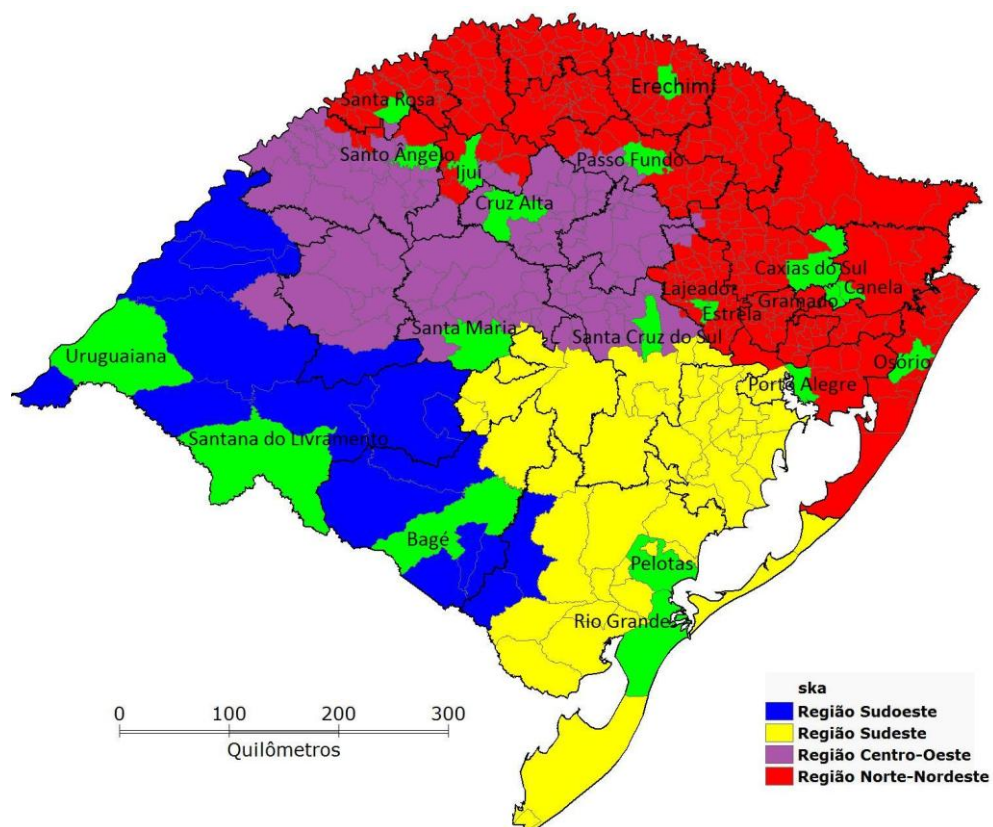 Erechim
Santa Rosa
Santo Ângelo
Ijuí
Passo Fundo
Cruz Alta
Caxias do Sul
Canela
Lajeado
Gramado
Estrela
Santa Maria
Santa Cruz do Sul
Uruguaiana
Osório
Porto Alegre
Santana do Livramento
Bagé
Pelotas
Rio Grande
0 100 200 300
Quilômetros
ska
Região Sudoeste
Região Sudeste
Região Centro-Oeste
Região Norte-Nordeste